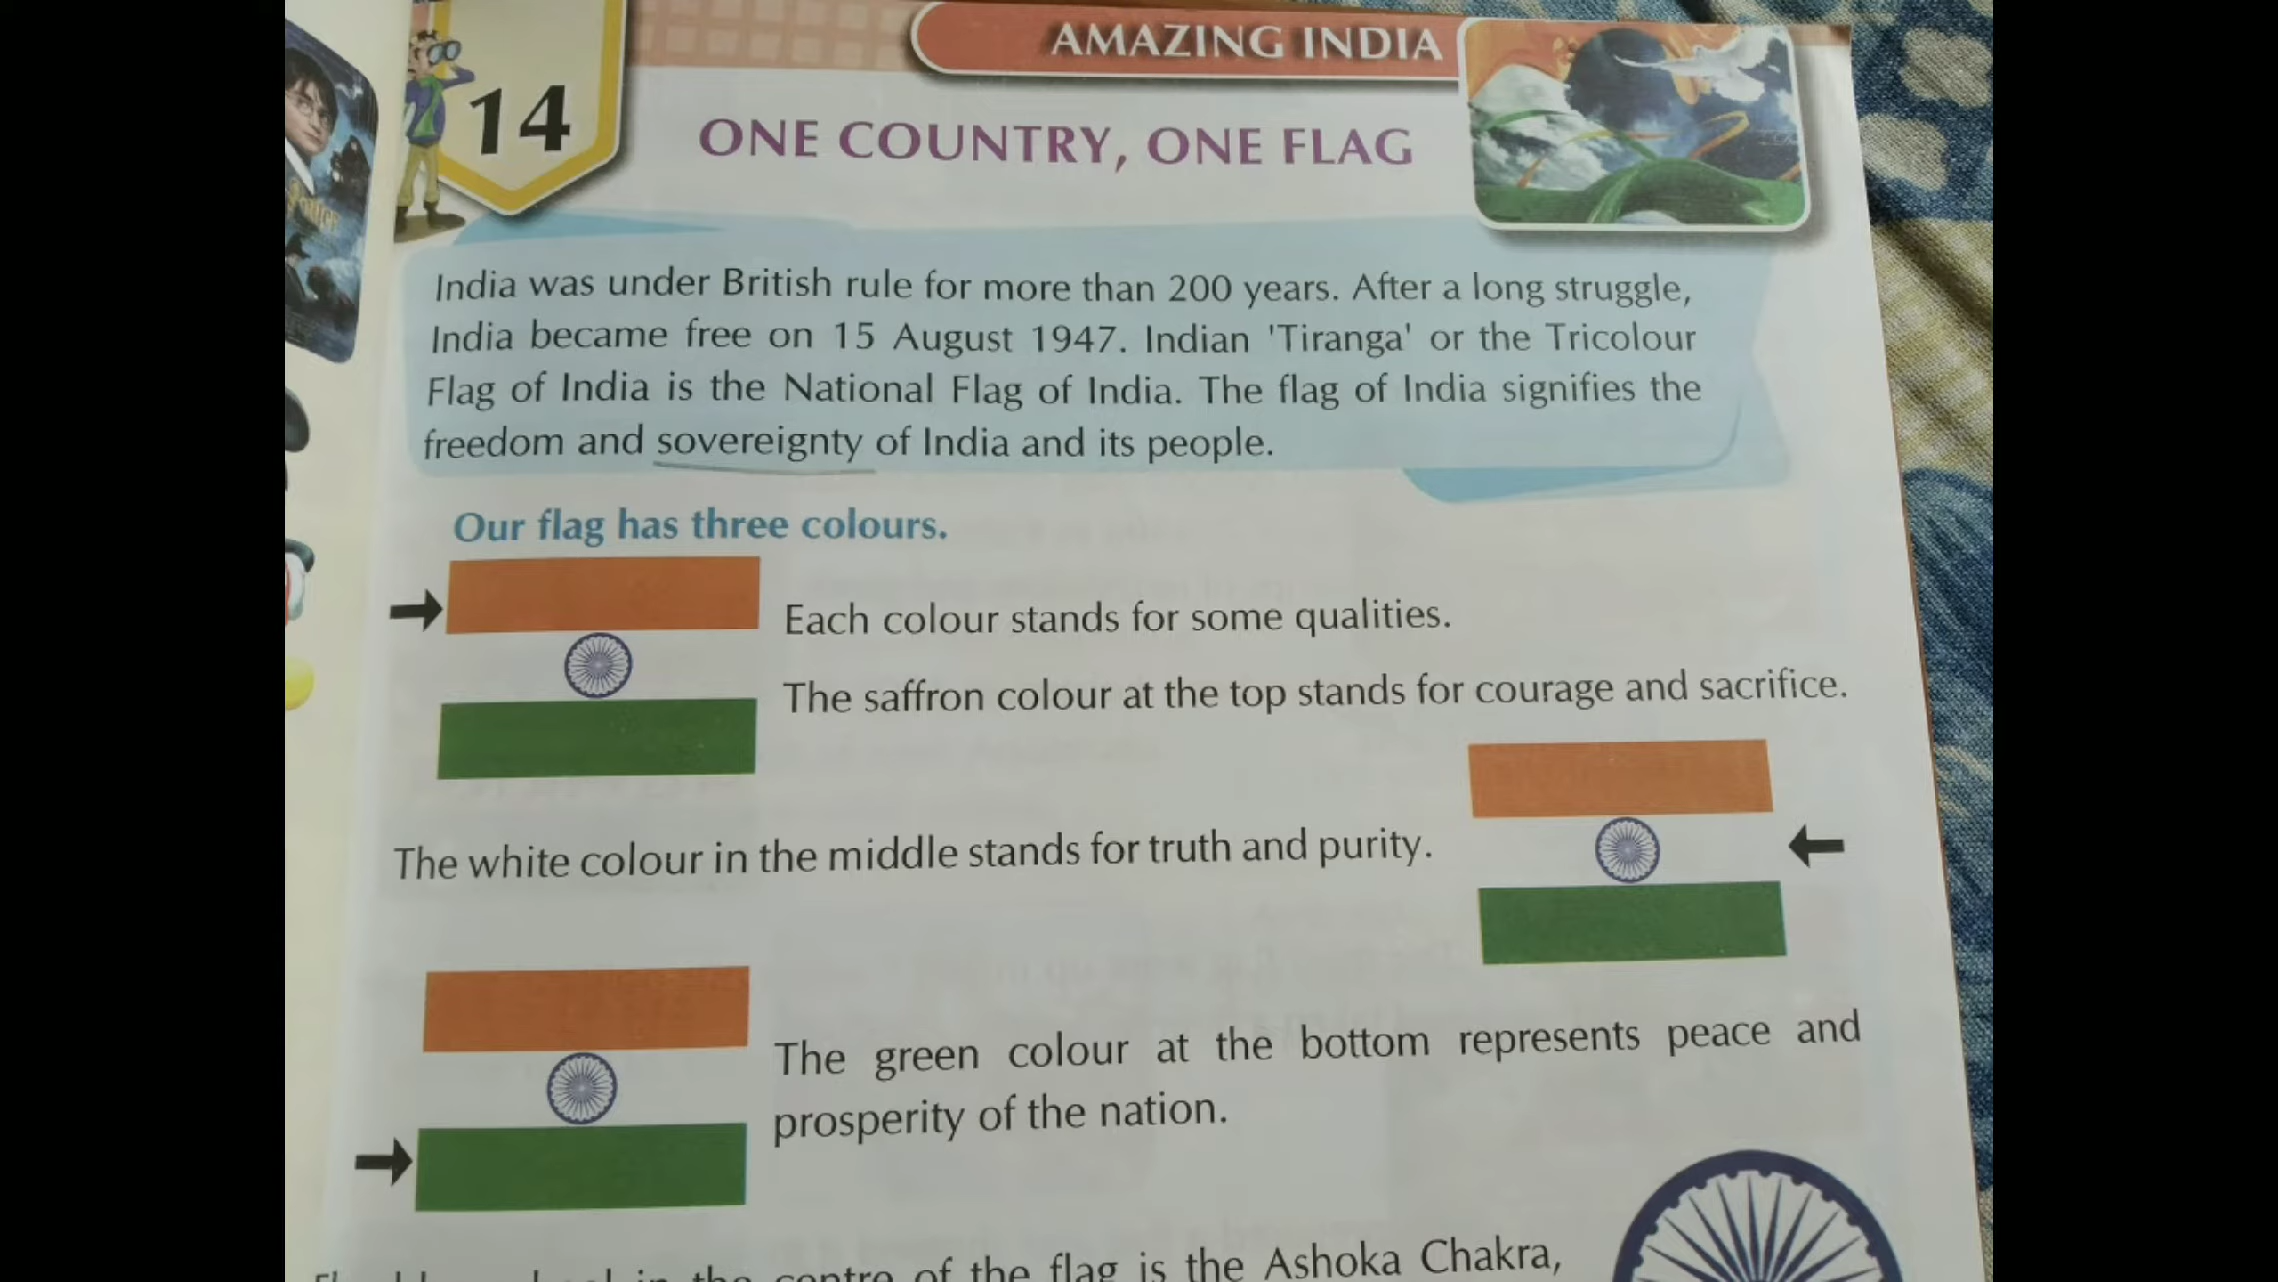 AMAZING INDIA
14
ONE COUNTRY, ONE FLAG
India was under British rule for more than 200 years. After a long struggle,
India became free on 15 August 1947. Indian 'Tiranga' or the Tricolour
Flag of India is the National Flag of India. The flag of India signifies the
freedom and sovereignty of India and its people.
Our flag has three colours.
Each colour stands for some qualities.
The saffron colour at the top stands for courage and sacrifice.
The white colour in the middle stands for truth and purity.
The green colour at the bottom represents peace and
prosperity of the nation.
in the centre of the flag is the Ashoka Chakra,